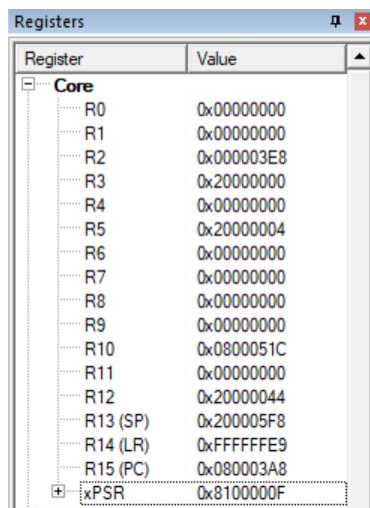 Registers
Register Value
Core
R0 0x00000000
R1 0x00000000
R2 0x000003E8
R3 0x20000000
R4 0x00000000
R5 0x20000004
R6 0x00000000
R7 0x00000000
R8 0x00000000
R9 0x00000000
R10 0x0800051C
R11 0x00000000
R12 0x20000044
R13 (SP) 0x200005F8
R14 (LR) 0xFFFFFFE9
R15 (PC) 0x080003A8
xPSR 0x8100000F